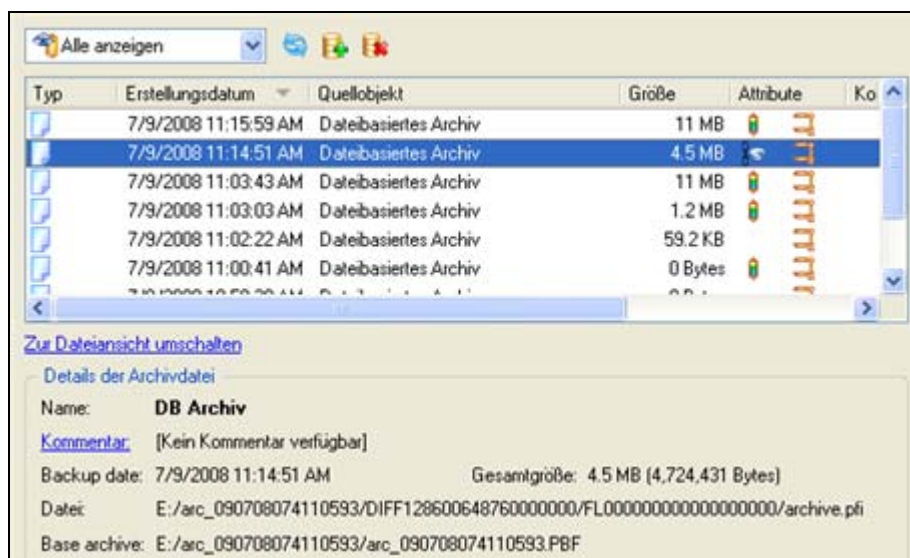 Alle anzeigen
Typ Erstellungsdatum Quellobjekt Größe Attribute Ko
7/9/2008 11:15:59 AM Dateibasiertes Archiv 11 MB
7/9/2008 11:14:51 AM Dateibasiertes Archiv 4.5 MB
7/9/2008 11:03:43 AM Dateibasiertes Archiv 11 MB
7/9/2008 11:03:03 AM Dateibasiertes Archiv 1.2 MB
7/9/2008 11:02:22 AM Dateibasiertes Archiv 59.2 KB
7/9/2008 11:00:41 AM Dateibasiertes Archiv 0 Bytes
Zur Dateiansicht umschalten
Details der Archivdatei
Name: DB Archiv
Kommentar: [Kein Kommentar verfügbar]
Backup date: 7/9/2008 11:14:51 AM Gesamtgröße: 4.5 MB (4,724,431 Bytes)
Datei: E:/arc_090708074110593/DIFF128600648760000000/FL000000000000000000/archive.pfi
Base archive: E:/arc_090708074110593/arc_090708074110593.PBF